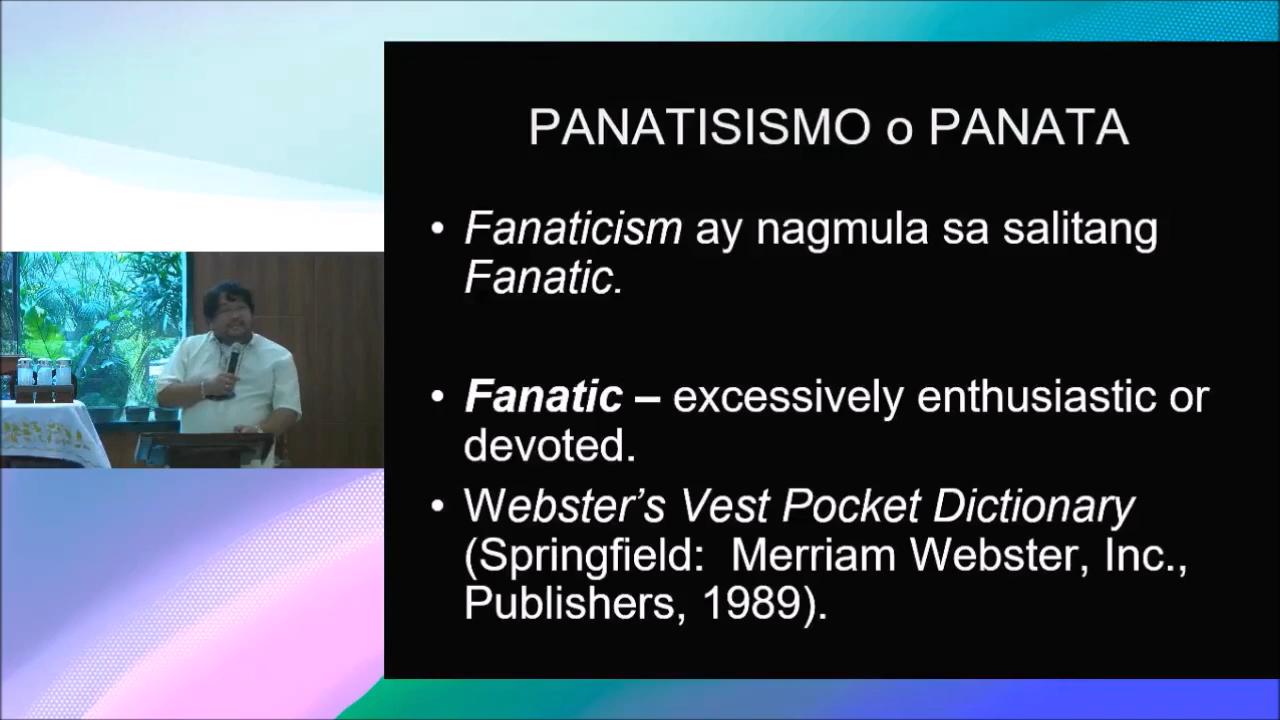 PANATISISMO o PANATA
• Fanaticism ay nagmula sa salitang
Fanatic.
• Fanatic – excessively enthusiastic or
devoted.
• Webster’s Vest Pocket Dictionary
(Springfield:  Merriam Webster, Inc.,
Publishers, 1989).